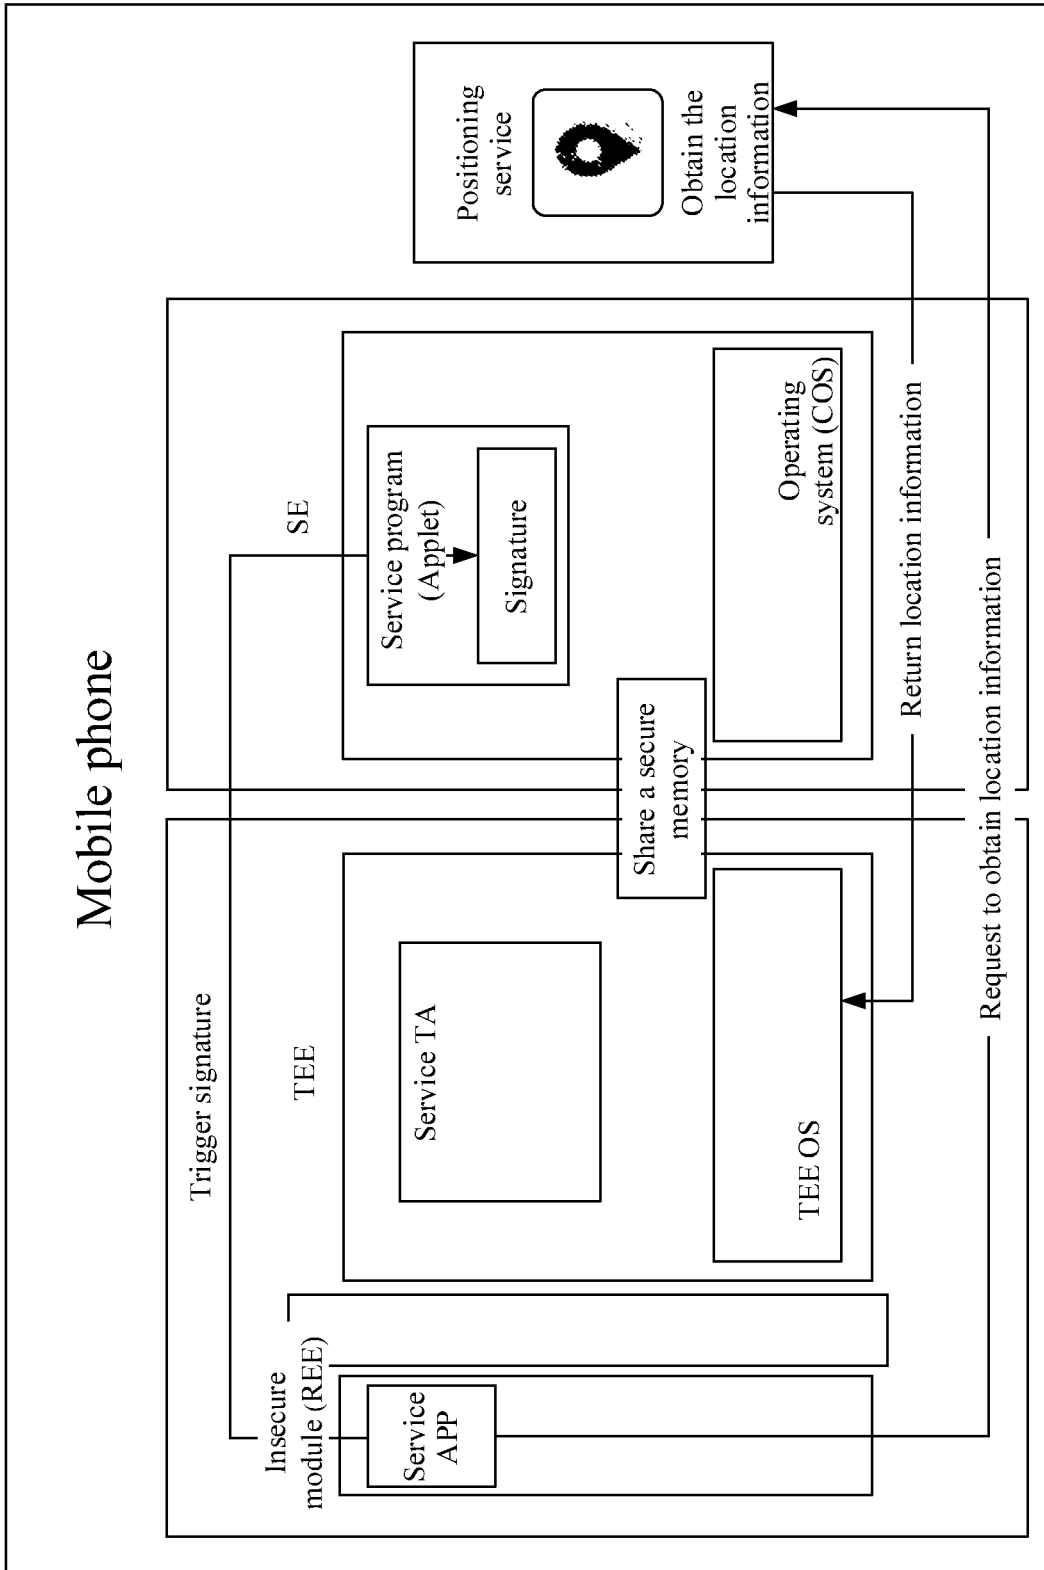 Mobile phone
Trigger signature
Insecure
module (REE)
Service
APP
TEE
Service TA
TEE OS
Share a secure
memory
SE
Service program
(Applet)
Signature
Operating
system (COS)
Positioning
service
Obtain the
location
information
Return location information
Request to obtain location information